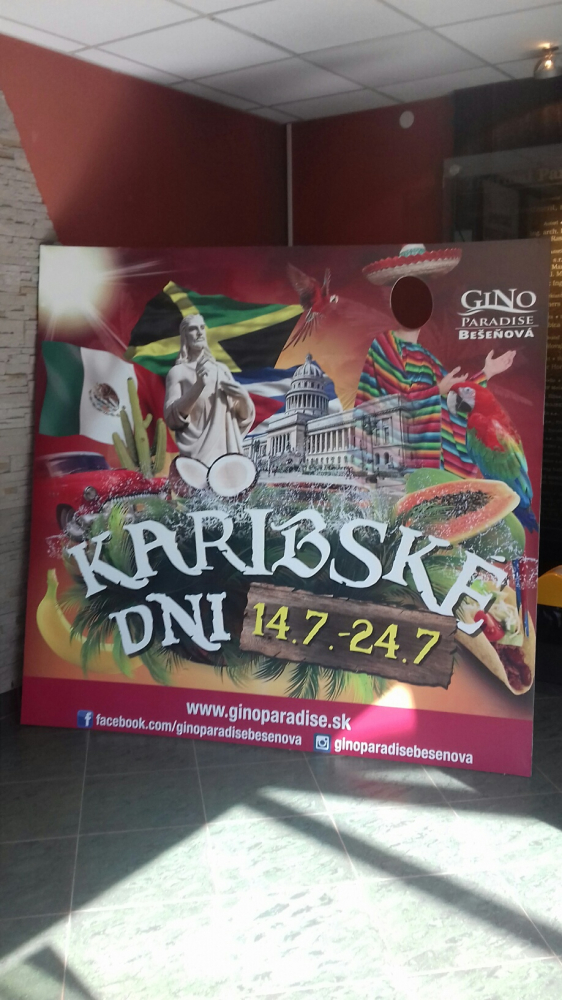 GINO
PARADISE
BEŠEŇOVÁ
KARIBSKÉ
DNI 14.7.-24.7
www.ginoparadise.sk
facebook.com/ginoparadisebesenova ginoparadisebesenova